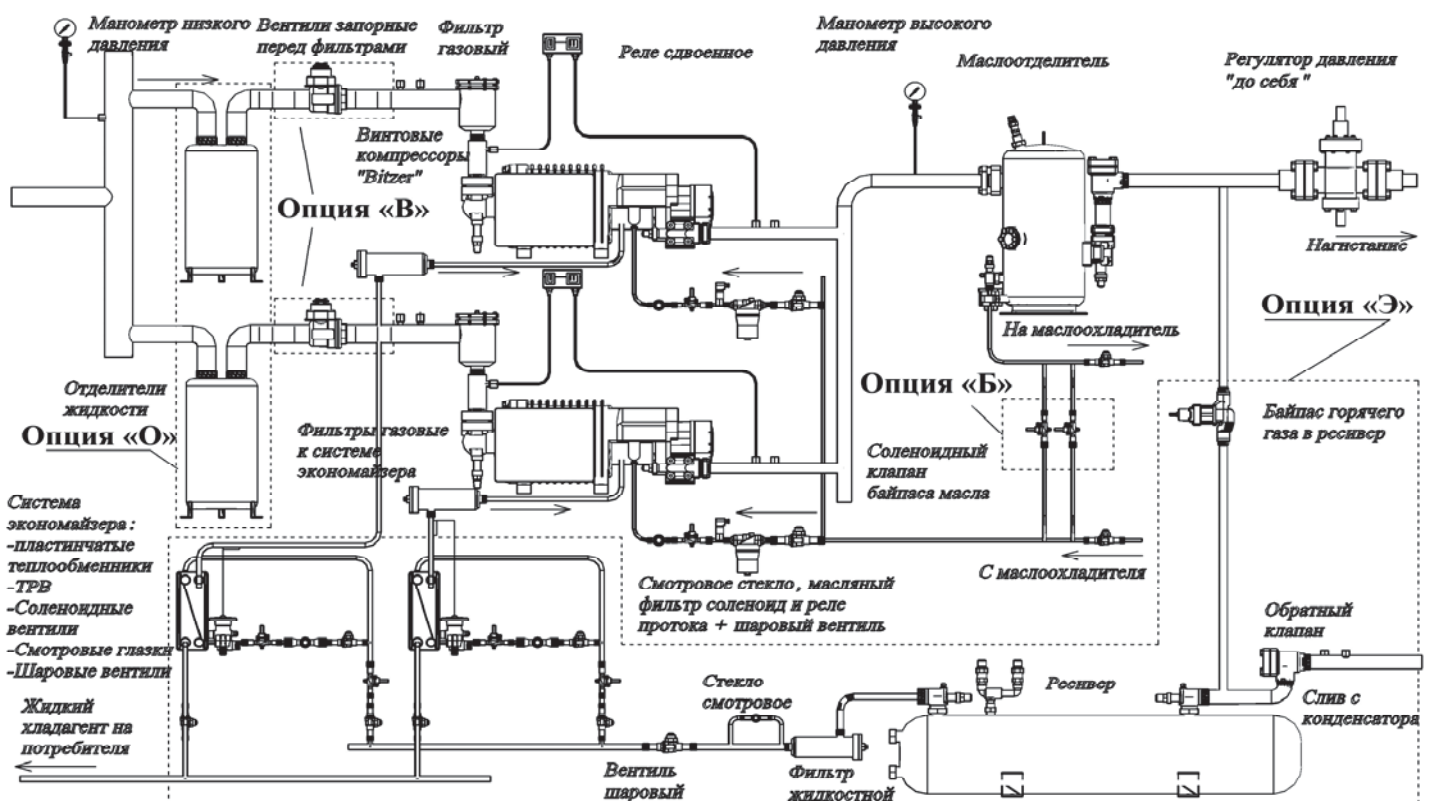 Манометр низкого
давления
Вентили запорные
перед фильтрами
Фильтр
газовый
Реле сдвоенное
Манометр высокого
давления
Маслоотделитель
Регулятор давления
"до себя "
Винтовые
компрессоры
"Bitzer"
Опция «В»
Нагнетание
Опция «Э»
На маслоохладитель
Отделители
жидкости
Опция «О»
Опция «Б»
Байпас горячего
газа в ресивер
Фильтры газовые
к системе
экономайзера
Соленоидный
клапан
байпаса масла
Система
экономайзера :
-пластинчатые
теплообменники
-ТРВ
-Соленоидные
вентили
-Смотровые глазки
-Шаровые вентили
С маслоохладителя
Смотровое стекло , масляный
фильтр соленоид и реле
протока + шаровый вентиль
Обратный
клапан
Стекло
смотровое
Ресивер
Слив с
конденсатора
Жидкий
хладагент на
потребителя
Вентиль
шаровый
Фильтр
жидкостной